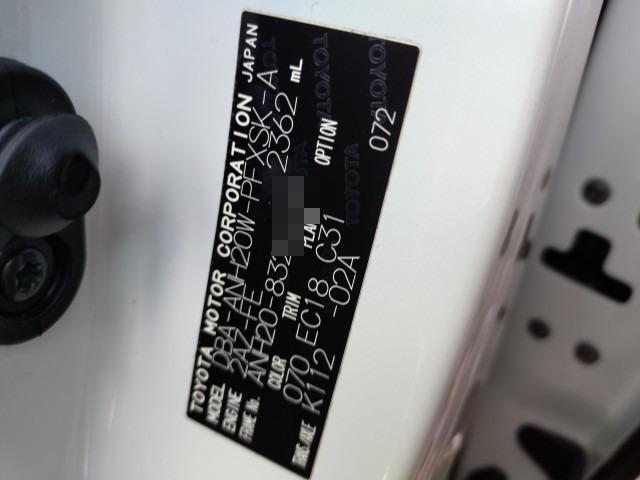 TOYOTA MOTOR CORPORATION JAPAN
MODEL DBA-ANH20W-PFXSK-A
ENGINE 2AZ-FE 2362 mL
FRAME No. ANH20-832
COLOR TRIM PLANT OPTION
070 EC18 C31 072
TRANS./AXLE K112 -02A